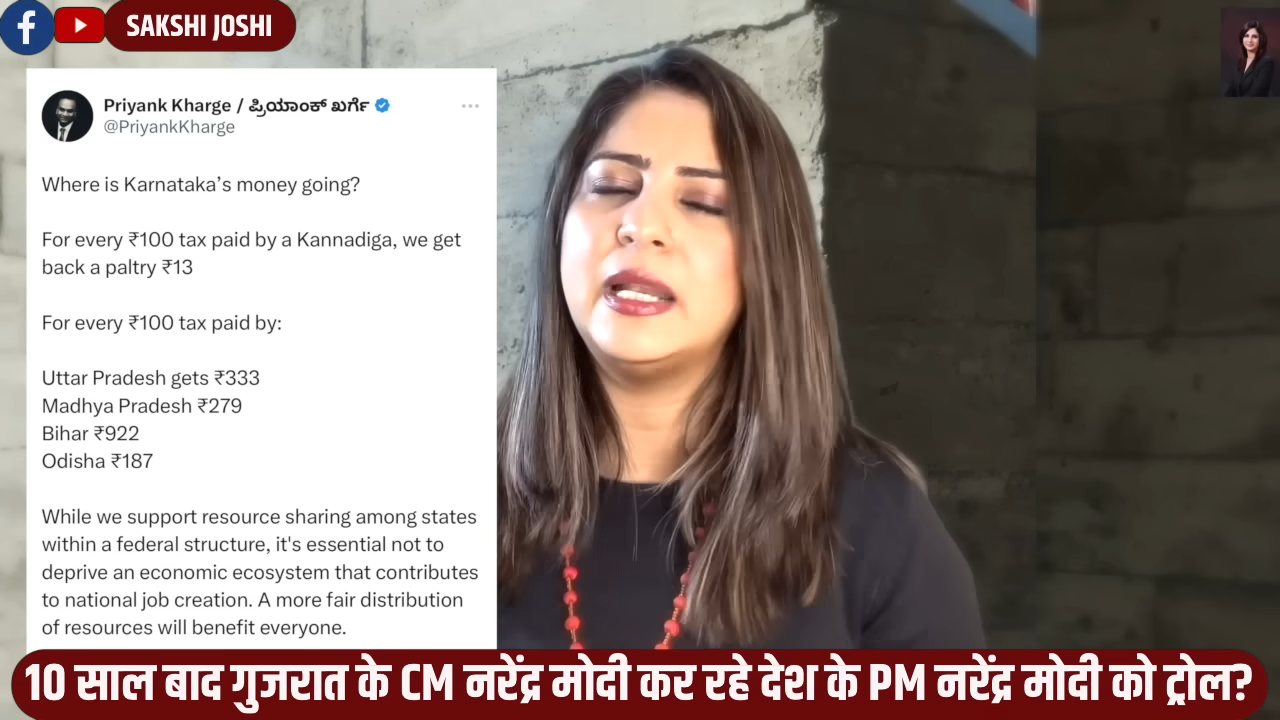 SAKSHI JOSHI
Priyank Kharge / ಪ್ರಿಯಾಂಕ್ ಖರ್ಗೆ
@PriyankKharge
Where is Karnataka's money going?
For every ₹100 tax paid by a Kannadiga, we get
back a paltry ₹13
For every ₹100 tax paid by:
Uttar Pradesh gets ₹333
Madhya Pradesh ₹279
Bihar ₹922
Odisha ₹187
While we support resource sharing among states
within a federal structure, it's essential not to
deprive an economic ecosystem that contributes
to national job creation. A more fair distribution
of resources will benefit everyone.
10 साल बाद गुजरात के CM नरेंद्र मोदी कर रहे देश के PM नरेंद्र मोदी को ट्रोल?